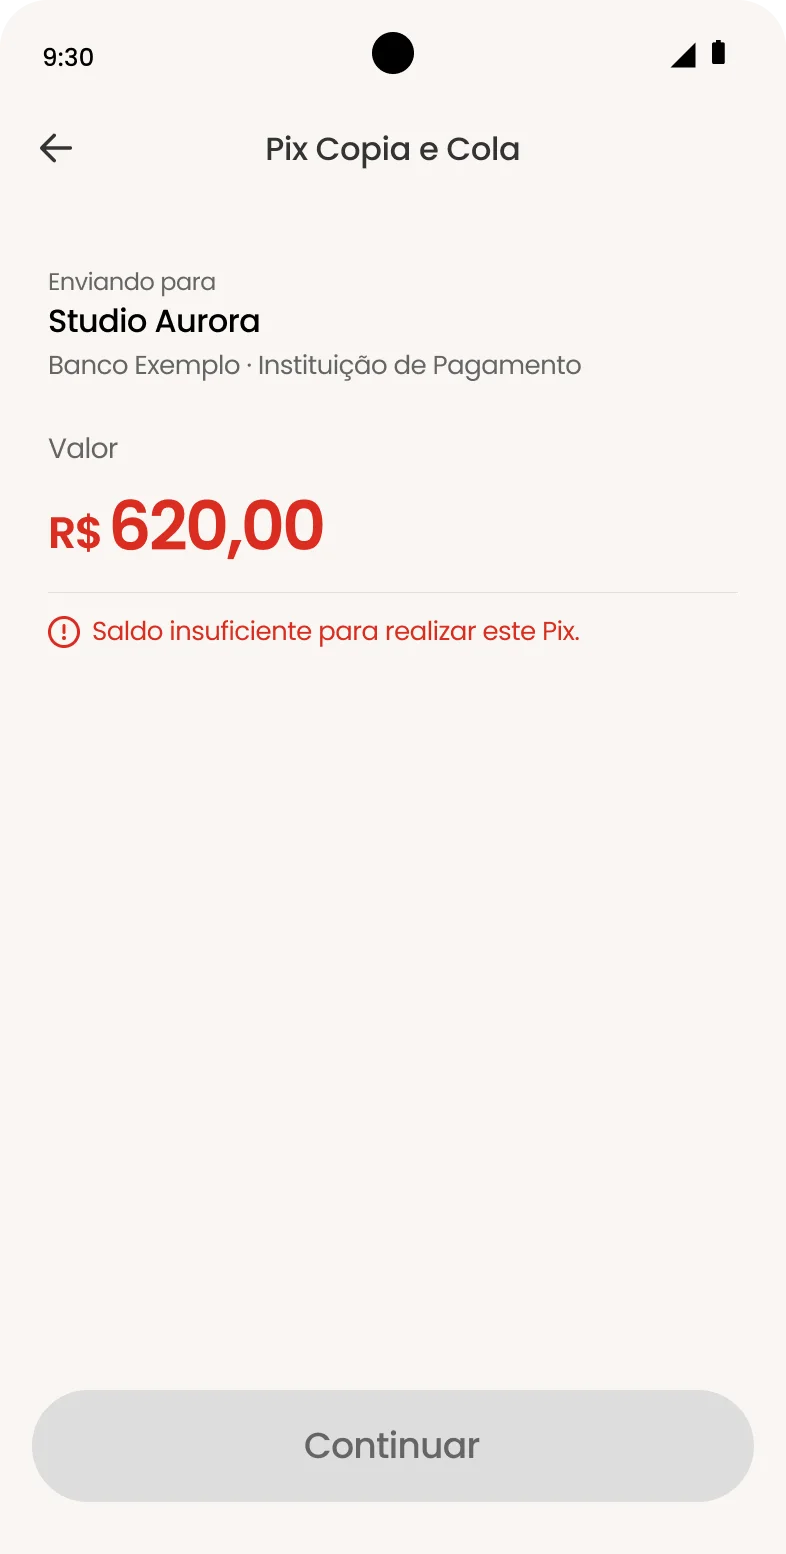 9:30
Pix Copia e Cola
Enviando para
Studio Aurora
Banco Exemplo · Instituição de Pagamento
Valor
R$ 620,00
Saldo insuficiente para realizar este Pix.
Continuar